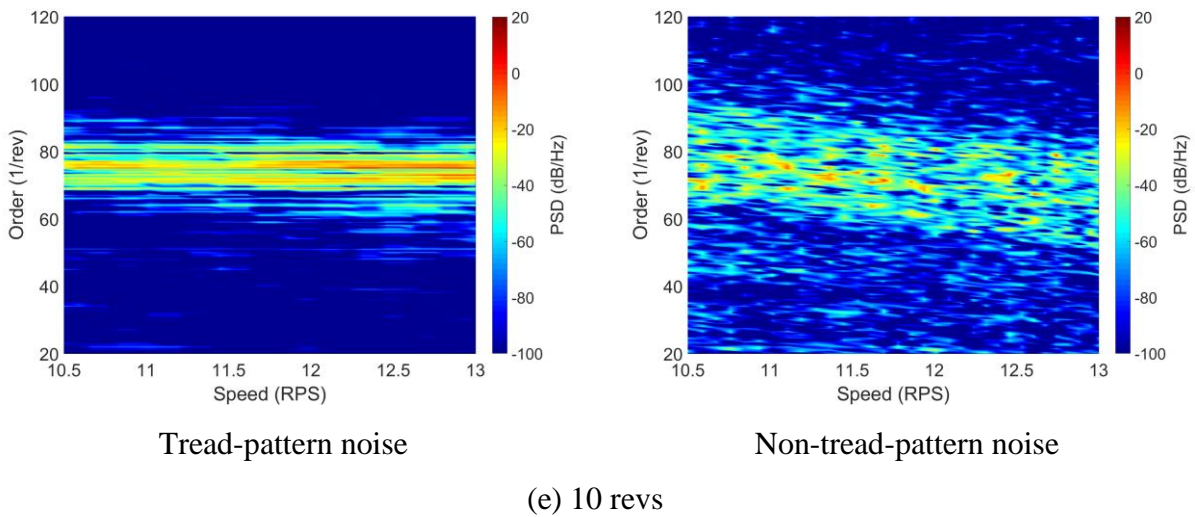 120
100
80
60
40
20
Order (1/rev)
10.5 11 11.5 12 12.5 13
Speed (RPS)
20
0
-20
-40
-60
-80
-100
PSD (dB/Hz)
Tread-pattern noise
120
100
80
60
40
20
Order (1/rev)
10.5 11 11.5 12 12.5 13
Speed (RPS)
20
0
-20
-40
-60
-80
-100
PSD (dB/Hz)
Non-tread-pattern noise
(e) 10 revs